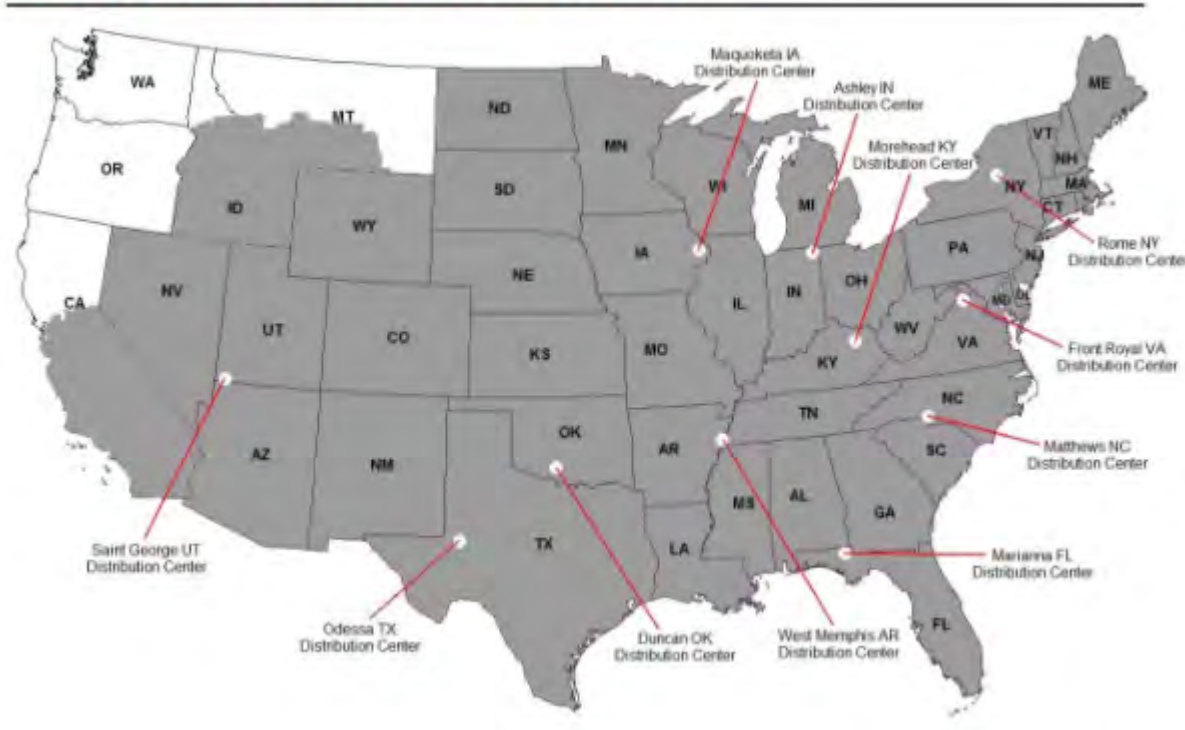 Maquoketa IA
Distribution Center
Ashley IN
Distribution Center
Morehead KY
Distribution Center
WA
MT
ND
MN
ME
VT
NH
OR
ID
SD
WI
MI
NY
MA
CT
WY
IA
PA
NJ
Rome NY
Distribution Center
NV
NE
IL
IN
OH
MD
DE
CA
UT
CO
KS
MO
WV
VA
KY
Front Royal VA
Distribution Center
AZ
NM
OK
AR
TN
NC
SC
Matthews NC
Distribution Center
MS
AL
GA
TX
LA
Saint George UT
Distribution Center
Marianna FL
Distribution Center
FL
Odessa TX
Distribution Center
Duncan OK
Distribution Center
West Memphis AR
Distribution Center